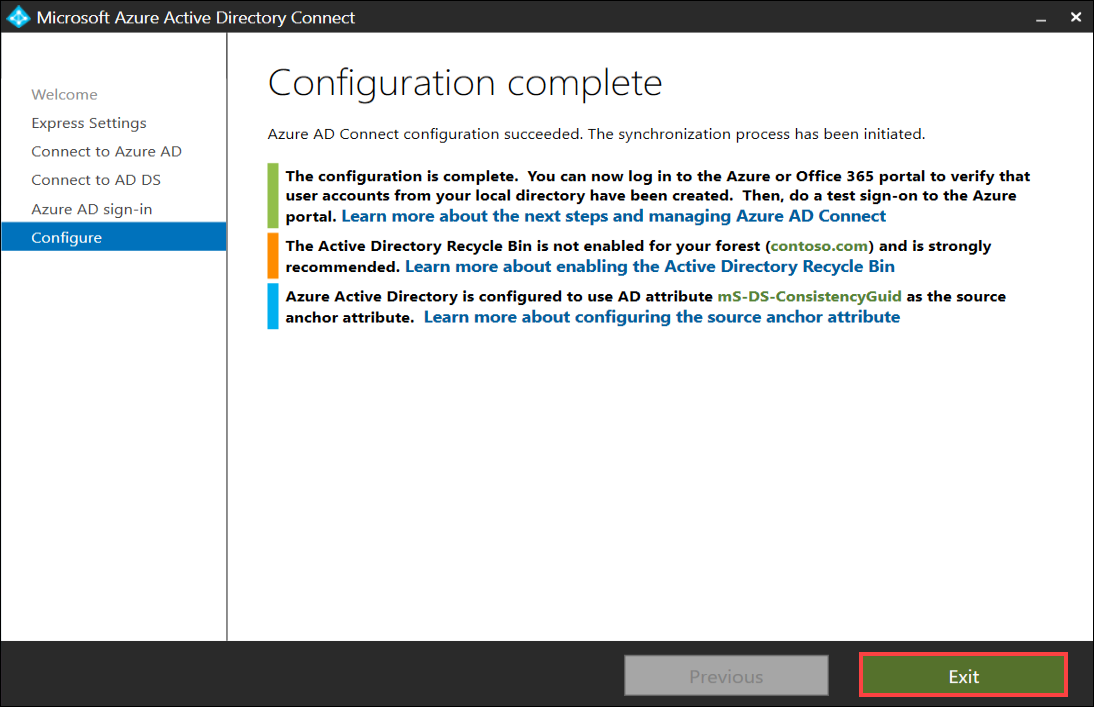 Microsoft Azure Active Directory Connect
Welcome
Express Settings
Connect to Azure AD
Connect to AD DS
Azure AD sign-in
Configure
Configuration complete
Azure AD Connect configuration succeeded. The synchronization process has been initiated.
The configuration is complete.  You can now log in to the Azure or Office 365 portal to verify that
user accounts from your local directory have been created.  Then, do a test sign-on to the Azure
portal. Learn more about the next steps and managing Azure AD Connect
The Active Directory Recycle Bin is not enabled for your forest (contoso.com) and is strongly
recommended. Learn more about enabling the Active Directory Recycle Bin
Azure Active Directory is configured to use AD attribute mS-DS-ConsistencyGuid as the source
anchor attribute.  Learn more about configuring the source anchor attribute
Previous
Exit